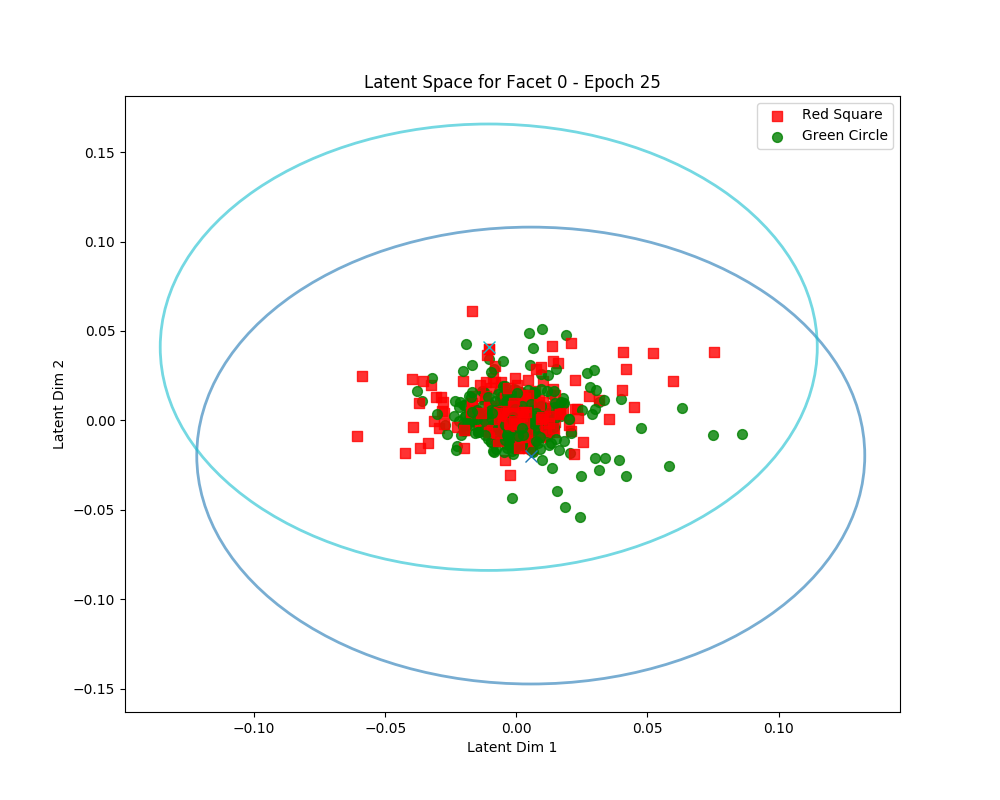 Latent Space for Facet 0 - Epoch 25
Red Square
Green Circle
0.15
0.10
0.05
0.00
−0.05
−0.10
−0.15
Latent Dim 2
−0.10
−0.05
0.00
0.05
0.10
Latent Dim 1